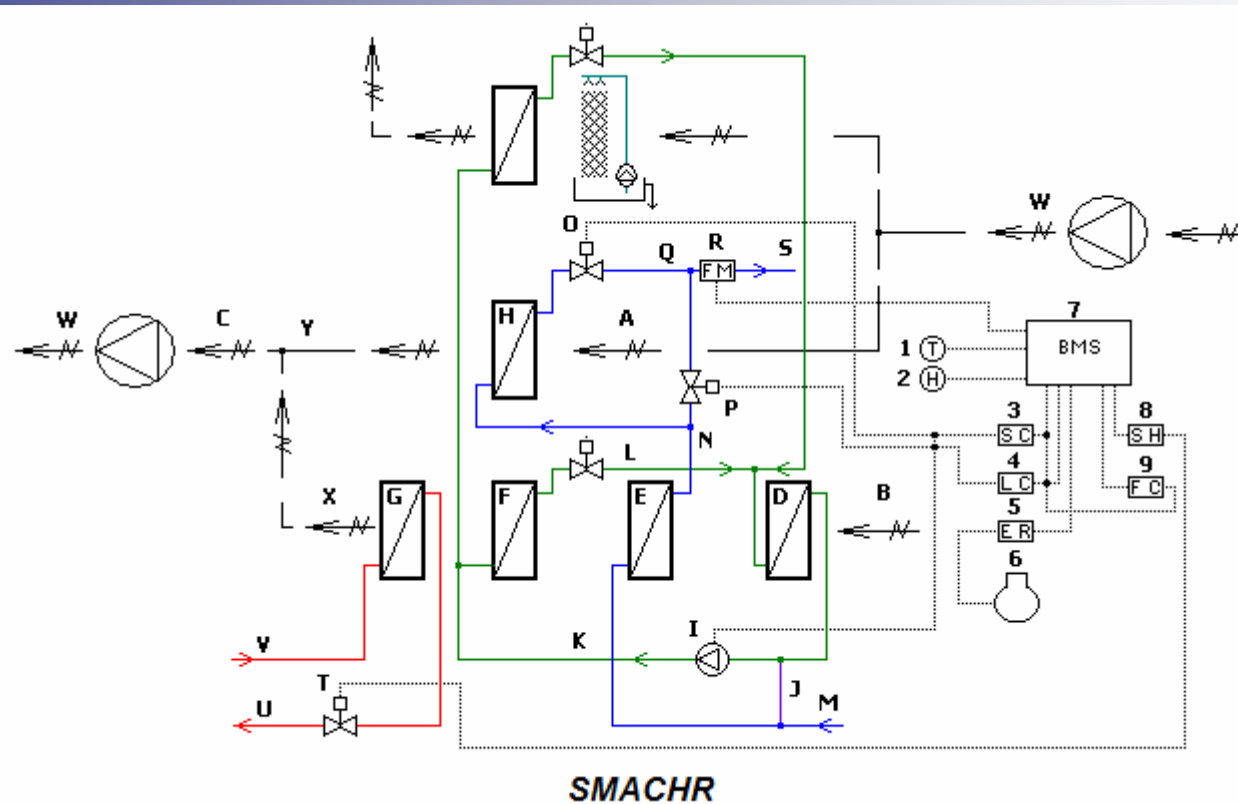 O
R
Q
S
W
W
C
Y
H
A
FM
7
BMS
1 T
2 H
P
3
SC
8
SH
N
4
LC
9
FC
L
5
ER
X
G
F
E
D
B
6
I
K
V
J
T
U
M
SMACHR